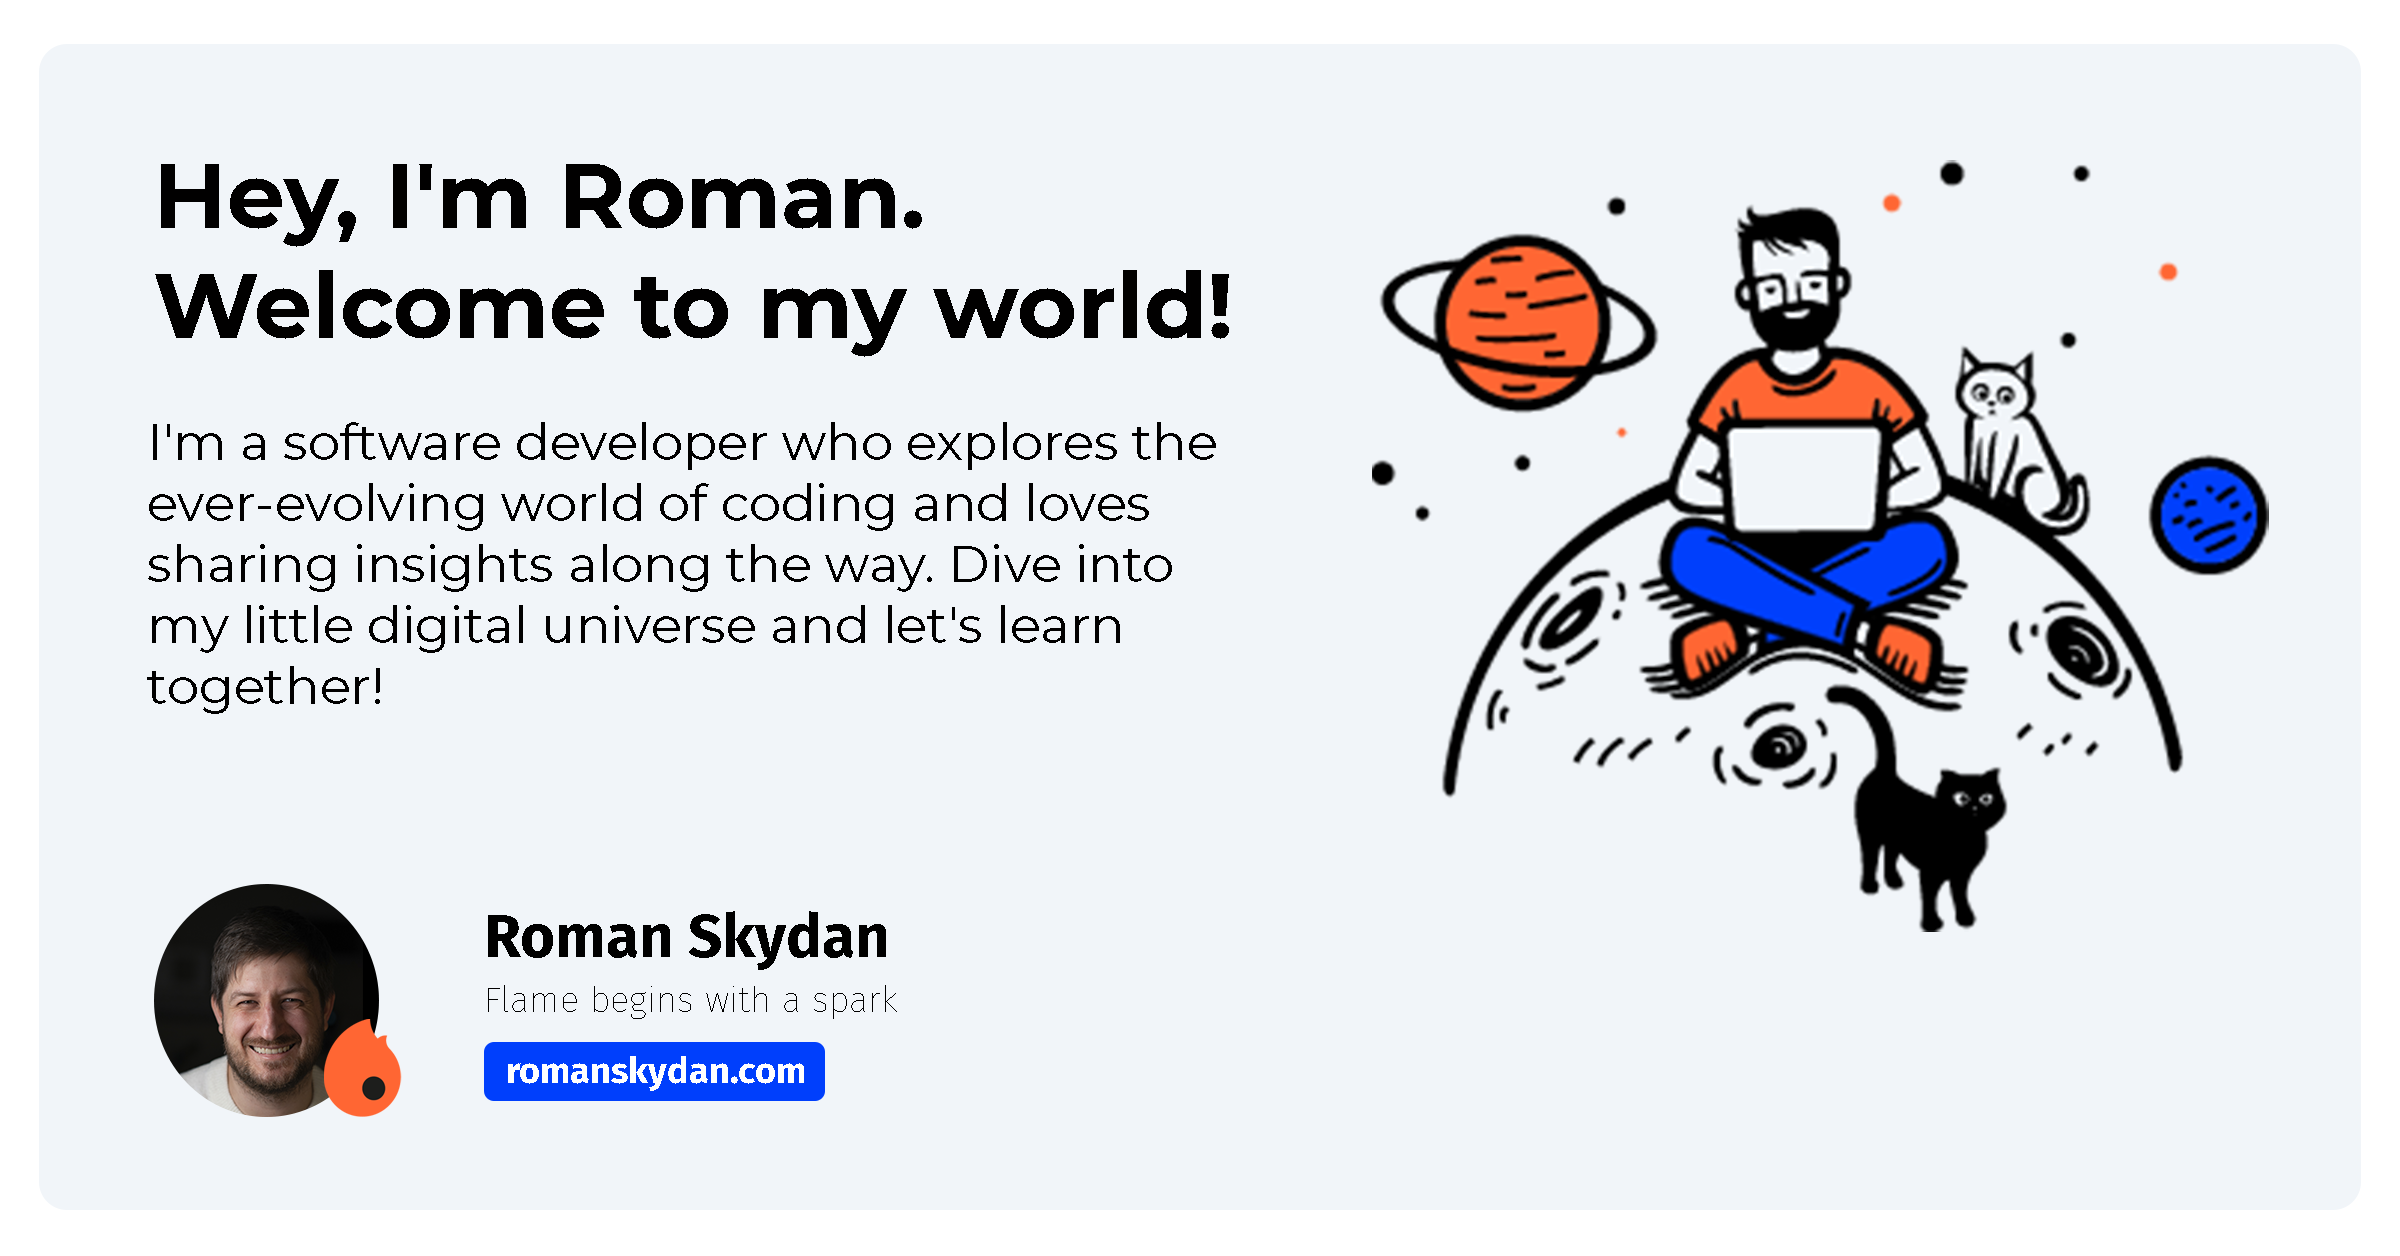 Hey, I'm Roman.
Welcome to my world!
I'm a software developer who explores the
ever-evolving world of coding and loves
sharing insights along the way. Dive into
my little digital universe and let's learn
together!
Roman Skydan
Flame begins with a spark
romanskydan.com